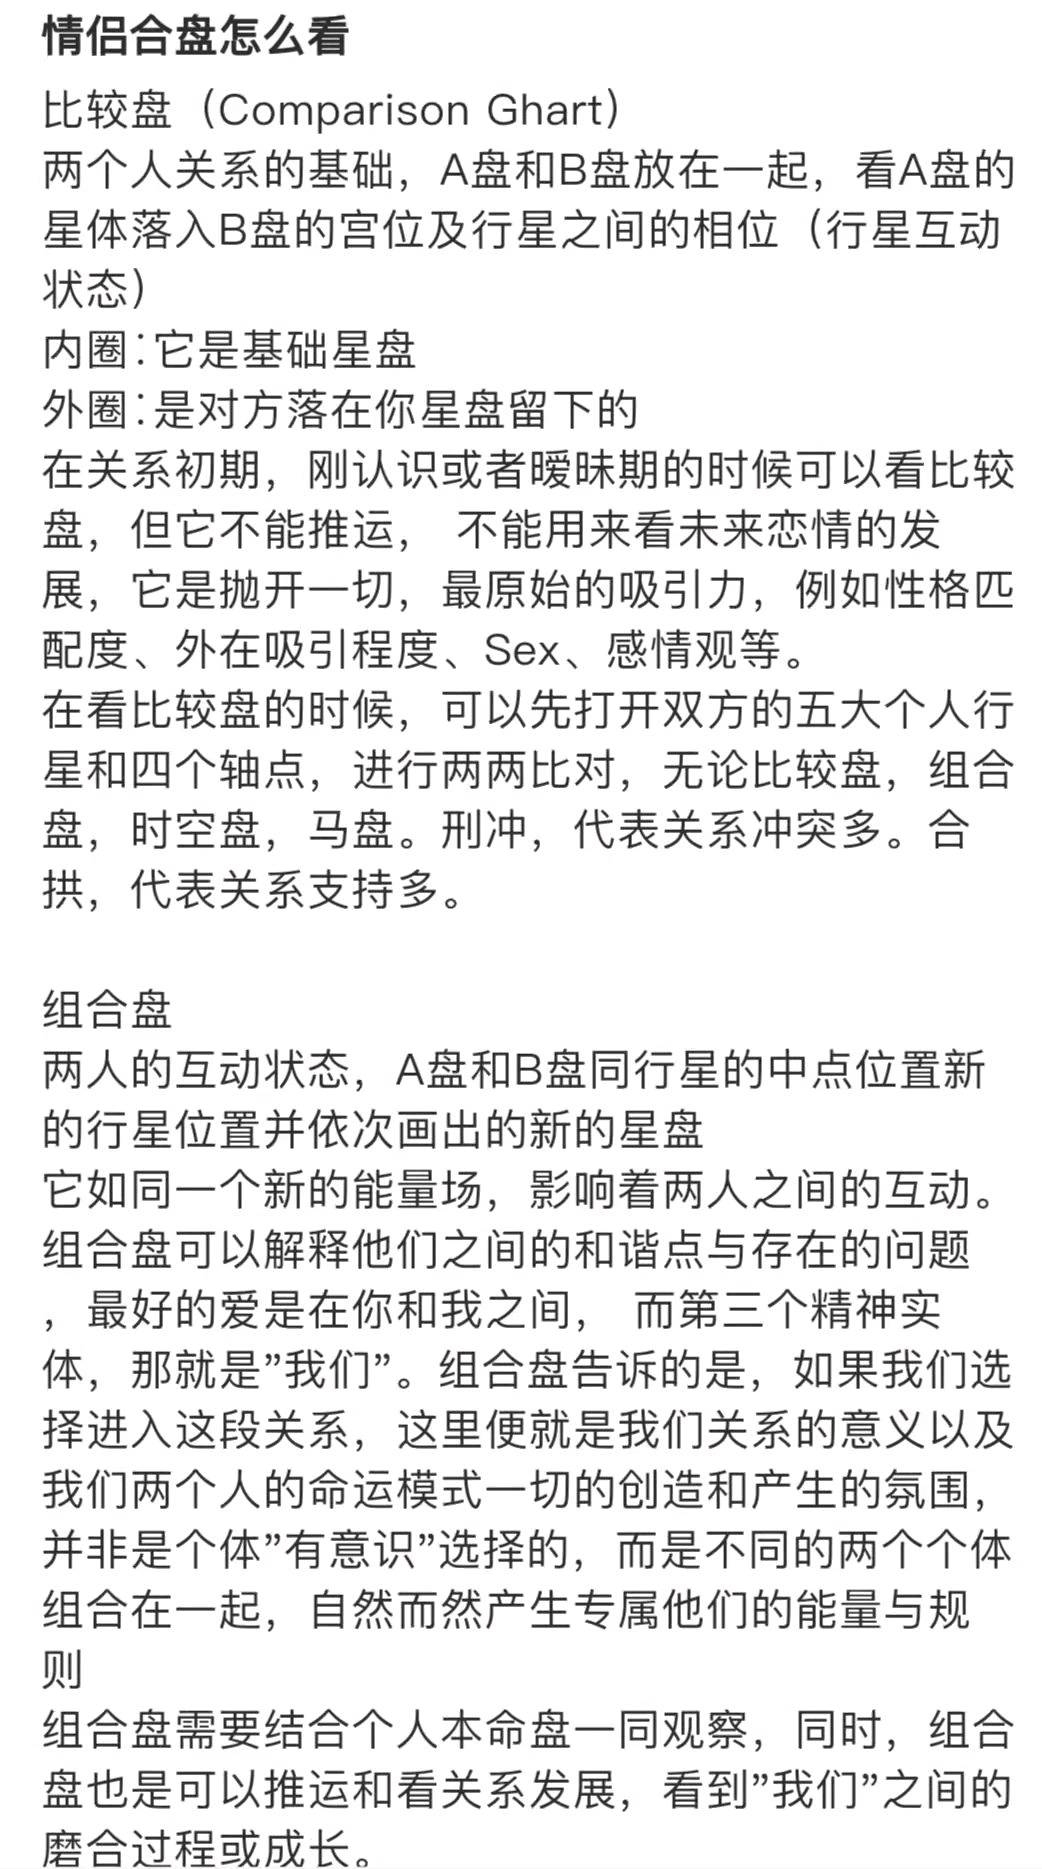 情侣合盘怎么看
比较盘（Comparison Ghart）
两个人关系的基础，A盘和B盘放在一起，看A盘的
星体落入B盘的宫位及行星之间的相位（行星互动
状态）
内圈:它是基础星盘
外圈:是对方落在你星盘留下的
在关系初期，刚认识或者暧昧期的时候可以看比较
盘，但它不能推运， 不能用来看未来恋情的发
展，它是抛开一切，最原始的吸引力，例如性格匹
配度、外在吸引程度、Sex、感情观等。
在看比较盘的时候，可以先打开双方的五大个人行
星和四个轴点，进行两两比对，无论比较盘，组合
盘，时空盘，马盘。刑冲，代表关系冲突多。合
拱，代表关系支持多。
组合盘
两人的互动状态，A盘和B盘同行星的中点位置新
的行星位置并依次画出的新的星盘
它如同一个新的能量场，影响着两人之间的互动。
组合盘可以解释他们之间的和谐点与存在的问题
，最好的爱是在你和我之间， 而第三个精神实
体，那就是”我们”。组合盘告诉的是，如果我们选
择进入这段关系，这里便就是我们关系的意义以及
我们两个人的命运模式一切的创造和产生的氛围，
并非是个体”有意识”选择的，而是不同的两个个体
组合在一起，自然而然产生专属他们的能量与规
则
组合盘需要结合个人本命盘一同观察，同时，组合
盘也是可以推运和看关系发展，看到”我们”之间的
磨合过程或成长。